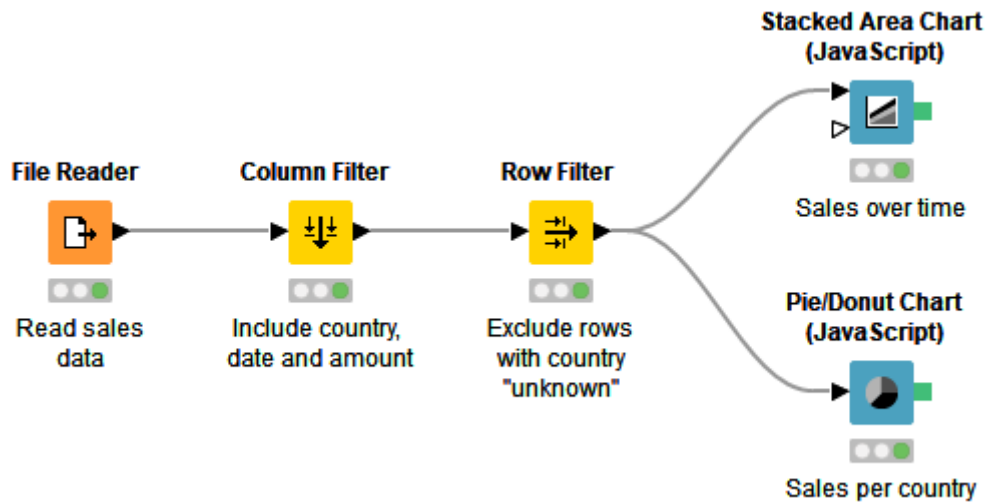 Stacked Area Chart
(JavaScript)
Sales over time
File Reader
Read sales
data
Column Filter
Include country,
date and amount
Row Filter
Exclude rows
with country
"unknown"
Pie/Donut Chart
(JavaScript)
Sales per country